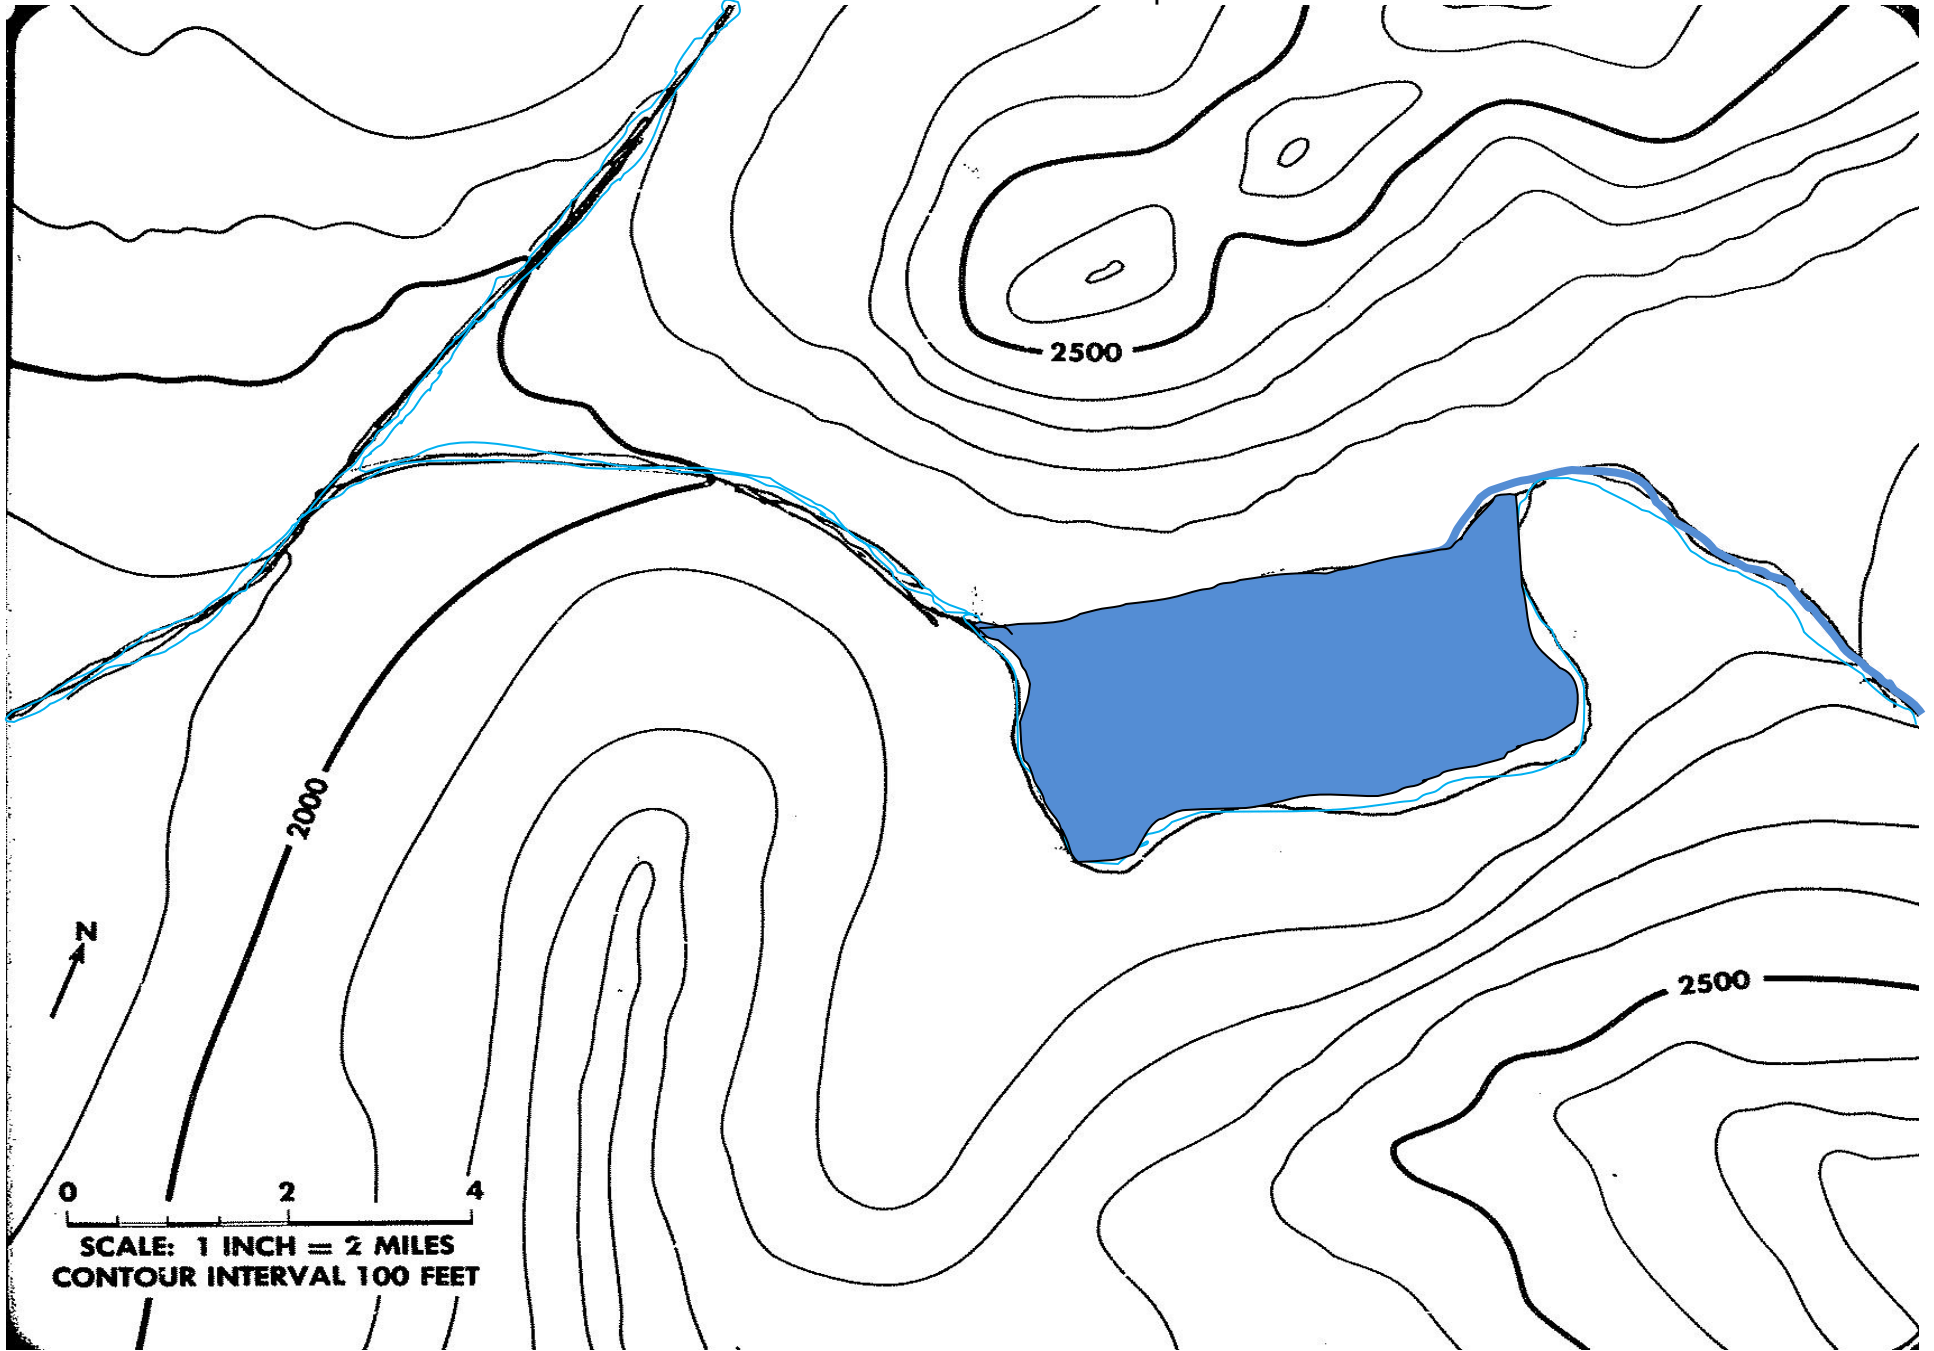 2500
2000
N
2500
0 2 4
SCALE: 1 INCH = 2 MILES
CONTOUR INTERVAL 100 FEET